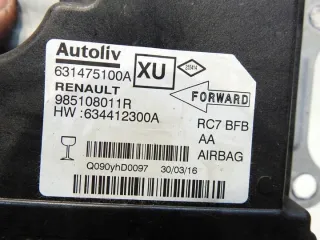 Autoliv
631475100A
XU
RENAULT
985108011R
FORWARD
HW :634412300A
RC7 BFB
AA
AIRBAG
Q090yhD0097 30/03/16